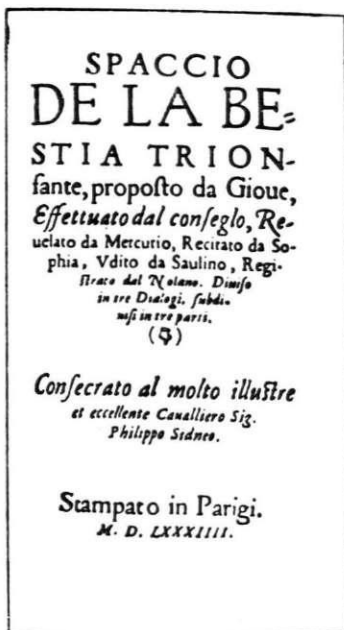 SPACCIO
DE LA BE=
STIA TRION-
fante, propoſto da Gioue,
Effettuato dal conſeglo, Re-
uelato da Mercurio, Recitato da So-
phia, Vdito da Saulino, Regi-
ſtrato dal Nolano. Diuiſo
in tre Dialogi, ſubdi-
uiſi in tre parti.
Conſecrato al molto illuſtre
et eccellente Caualliero Sig.
Philippo Sidneo.
Stampato in Parigi.
M. D. LXXXIIII.